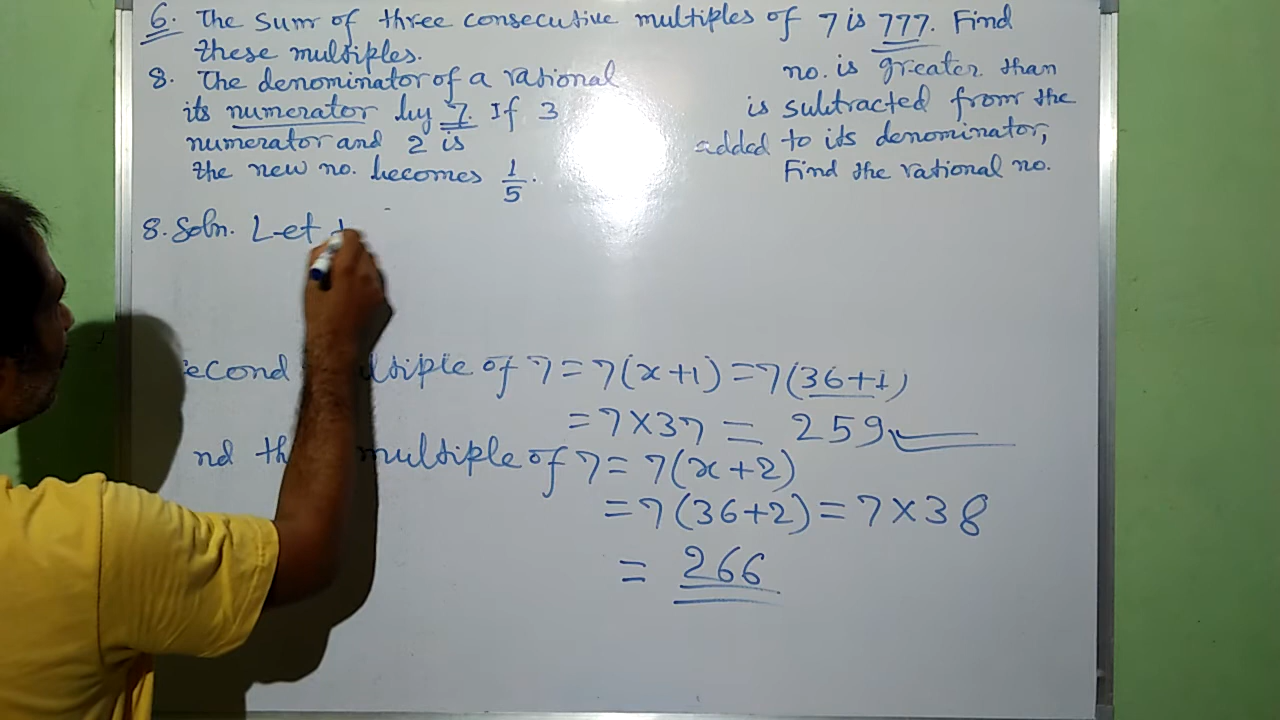 6. The sum of three consecutive multiples of 7 is 777. Find
these multiples.
8. The denominator of a rational no. is greater than
its numerator by 7. If 3 is subtracted from the
numerator and 2 is added to its denominator,
the new no. becomes 1/5. Find the rational no.
8. Soln. Let
econd multiple of 7 = 7(x+1) = 7(36+1)
= 7×37 = 259
nd multiple of 7 = 7(x+2)
= 7(36+2) = 7×38
= 266